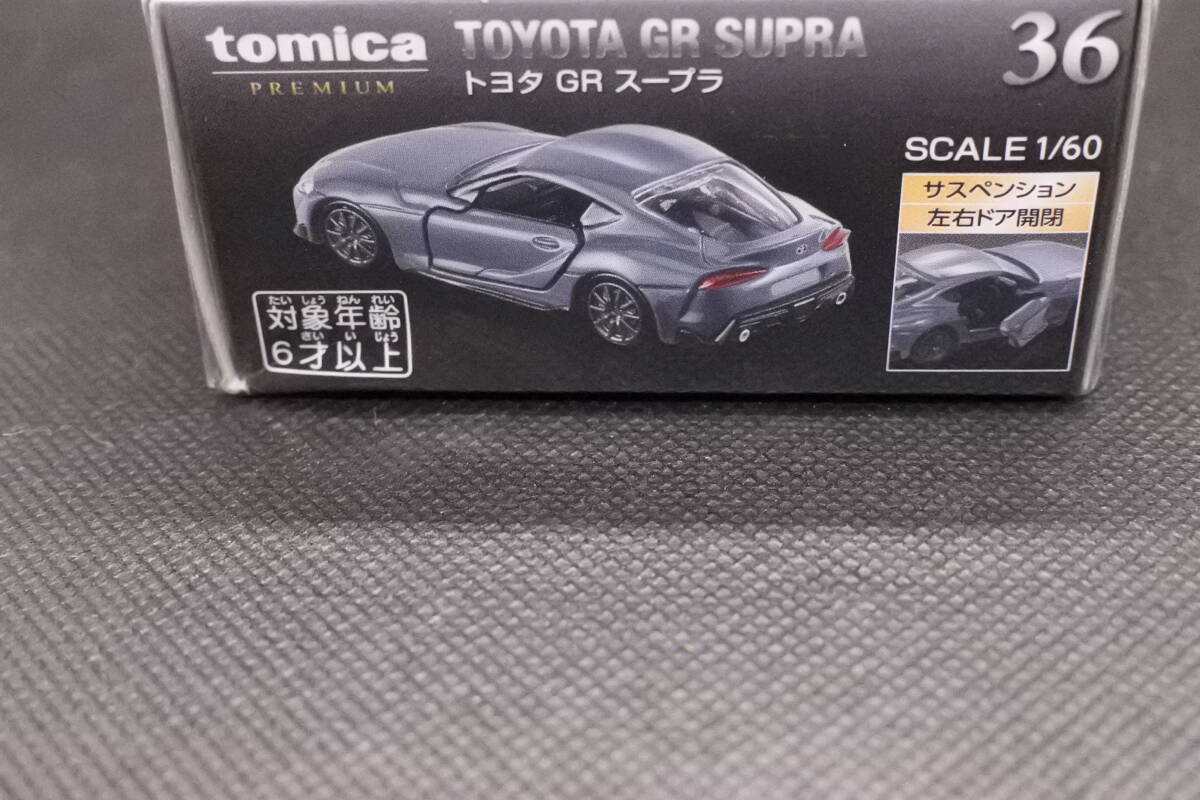 tomica
PREMIUM
TOYOTA GR SUPRA
トヨタ GR スープラ
36
SCALE 1/60
サスペンション
左右ドア開閉
たい しょう ねん れい
対象年齢
さい い じょう
6才以上